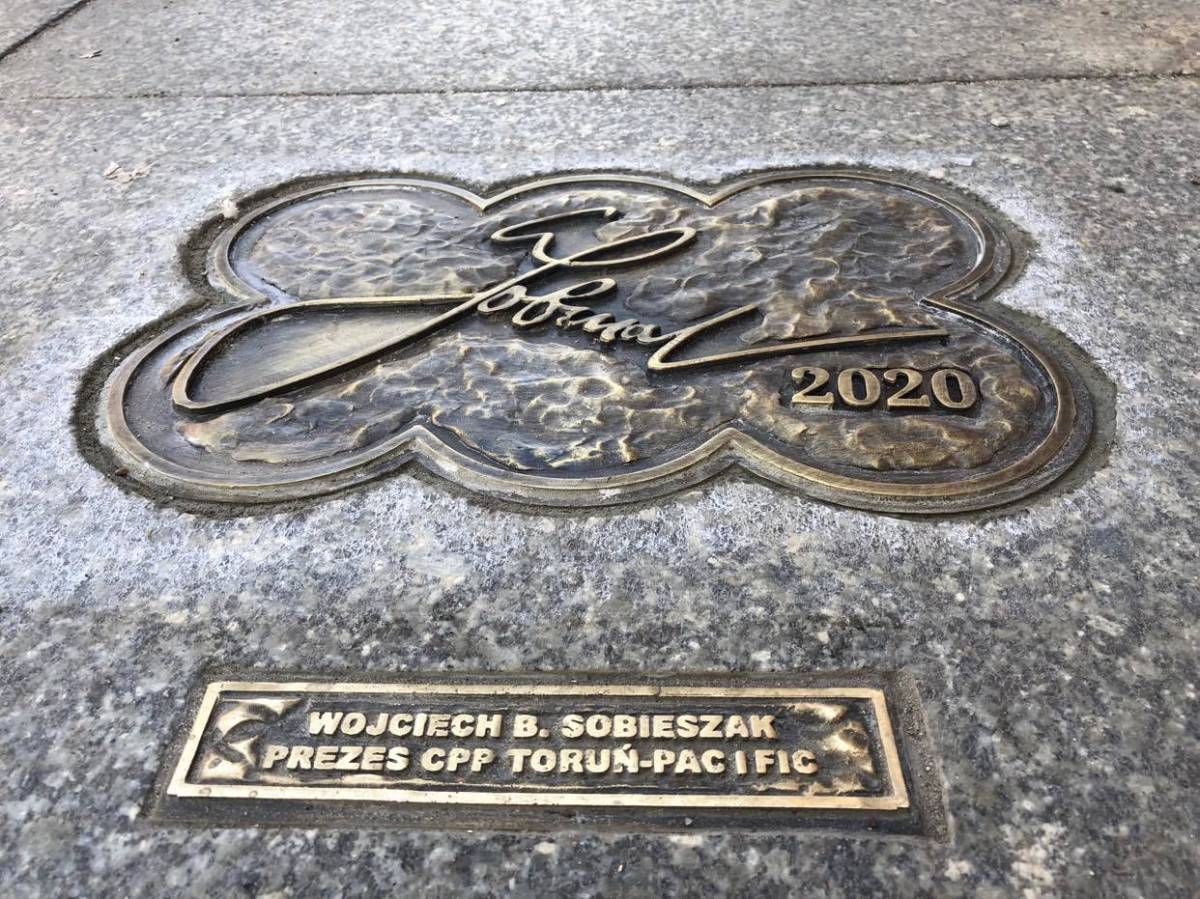 2020
WOJCIECH B. SOBIESZAK
PREZES CPP TORUŃ-PACIFIC